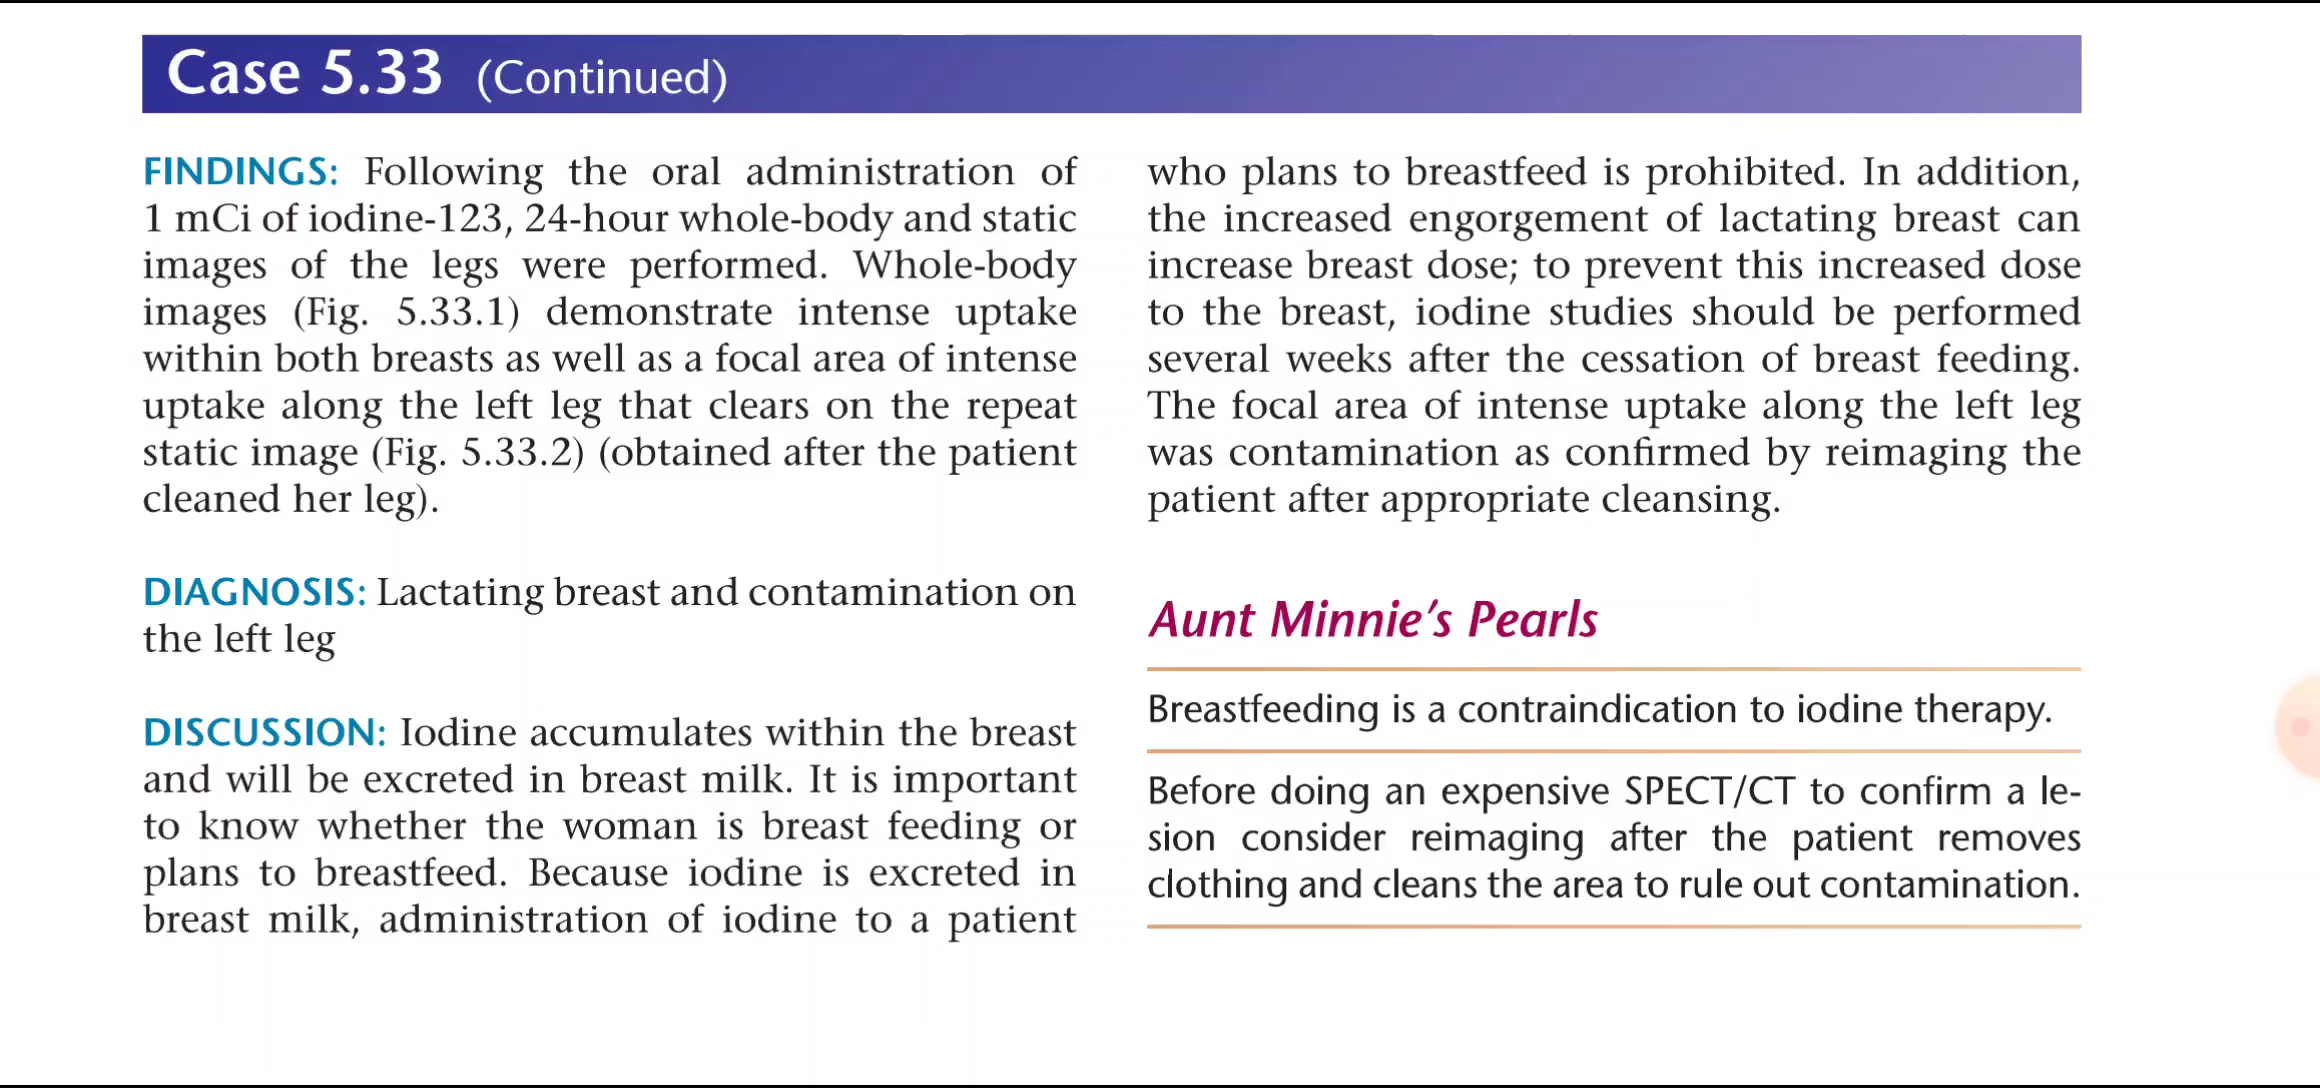 Case 5.33 (Continued)
FINDINGS: Following the oral administration of
1 mCi of iodine-123, 24-hour whole-body and static
images of the legs were performed. Whole-body
images (Fig. 5.33.1) demonstrate intense uptake
within both breasts as well as a focal area of intense
uptake along the left leg that clears on the repeat
static image (Fig. 5.33.2) (obtained after the patient
cleaned her leg).
DIAGNOSIS: Lactating breast and contamination on
the left leg
DISCUSSION: Iodine accumulates within the breast
and will be excreted in breast milk. It is important
to know whether the woman is breast feeding or
plans to breastfeed. Because iodine is excreted in
breast milk, administration of iodine to a patient
who plans to breastfeed is prohibited. In addition,
the increased engorgement of lactating breast can
increase breast dose; to prevent this increased dose
to the breast, iodine studies should be performed
several weeks after the cessation of breast feeding.
The focal area of intense uptake along the left leg
was contamination as confirmed by reimaging the
patient after appropriate cleansing.
Aunt Minnie's Pearls
Breastfeeding is a contraindication to iodine therapy.
Before doing an expensive SPECT/CT to confirm a le-
sion consider reimaging after the patient removes
clothing and cleans the area to rule out contamination.